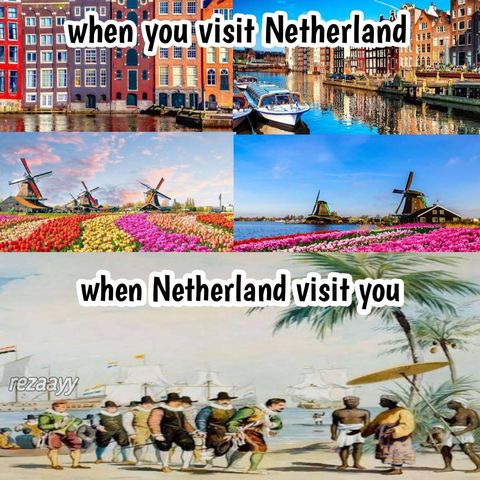 when you visit Netherland
when Netherland visit you
rezaayy